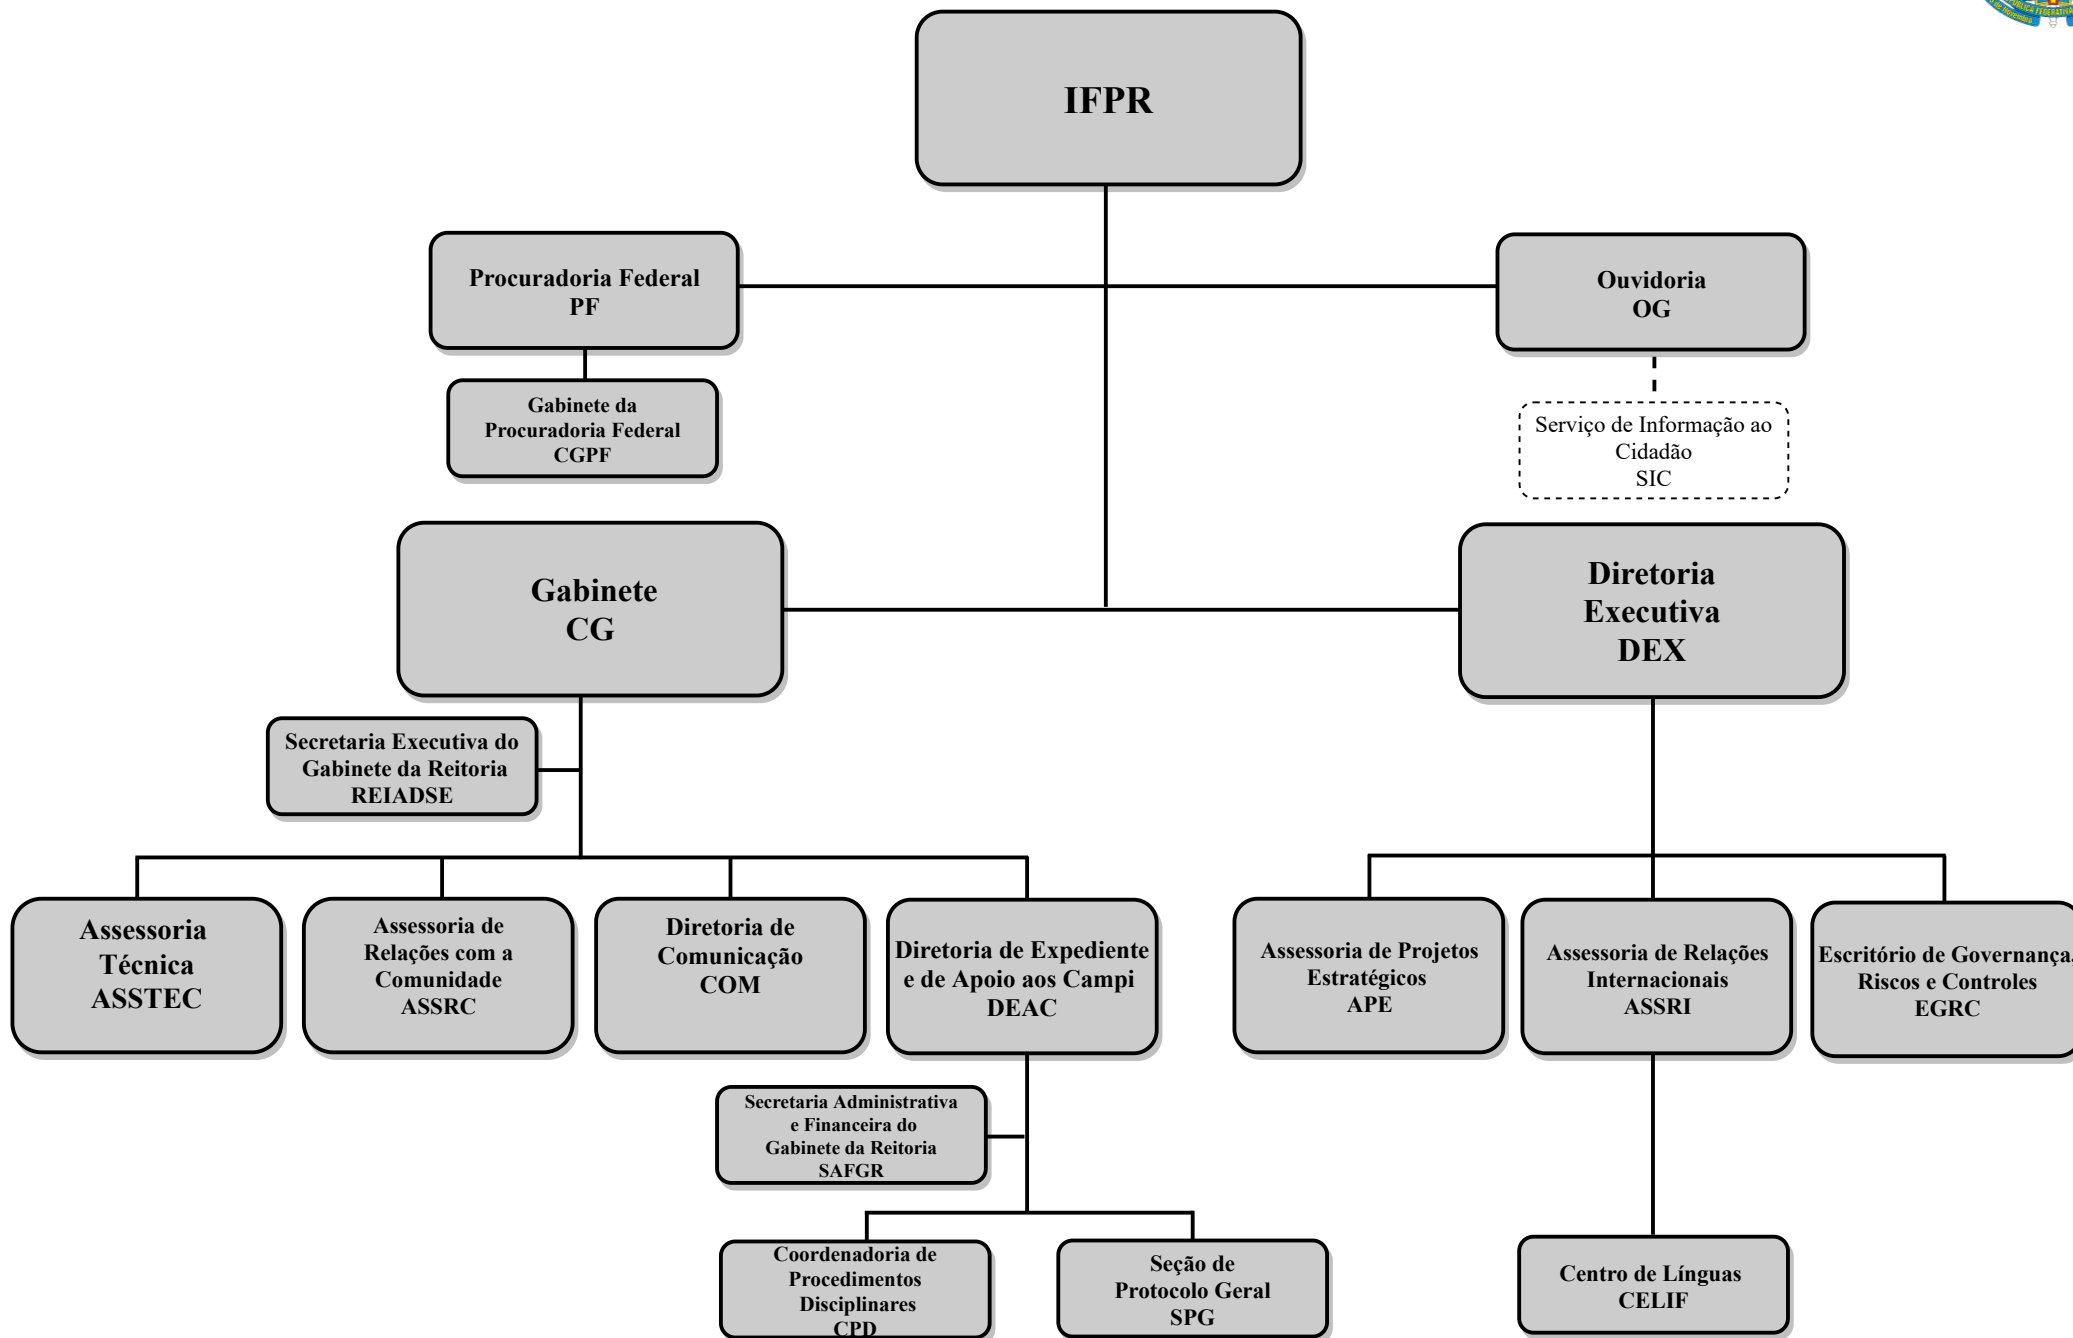 IFPR
Procuradoria Federal
PF
Ouvidoria
OG
Gabinete da
Procuradoria Federal
CGPF
Serviço de Informação ao
Cidadão
SIC
Gabinete
CG
Diretoria
Executiva
DEX
Secretaria Executiva do
Gabinete da Reitoria
REIADSE
Assessoria
Técnica
ASSTEC
Assessoria de
Relações com a
Comunidade
ASSRC
Diretoria de
Comunicação
COM
Diretoria de Expediente
e de Apoio aos Campi
DEAC
Assessoria de Projetos
Estratégicos
APE
Assessoria de Relações
Internacionais
ASSRI
Escritório de Governança,
Riscos e Controles
EGRC
Secretaria Administrativa
e Financeira do
Gabinete da Reitoria
SAFGR
Coordenadoria de
Procedimentos
Disciplinares
CPD
Seção de
Protocolo Geral
SPG
Centro de Línguas
CELIF